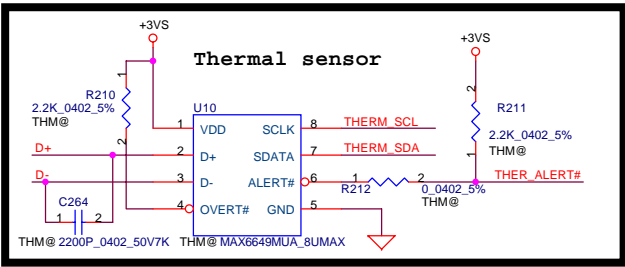 +3VS
+3VS
Thermal sensor
1
R210
2.2K_0402_5%
THM@
2
U10
2
R211
2.2K_0402_5%
THM@
1
1 VDD SCLK 8 THERM_SCL
D+ 2 D+ SDATA 7 THERM_SDA
D- 3 D- ALERT# 6 1 R212 2 0_0402_5% THER_ALERT#
THM@
4 OVERT# GND 5
C264
1 2
THM@ 2200P_0402_50V7K THM@ MAX6649MUA_8UMAX